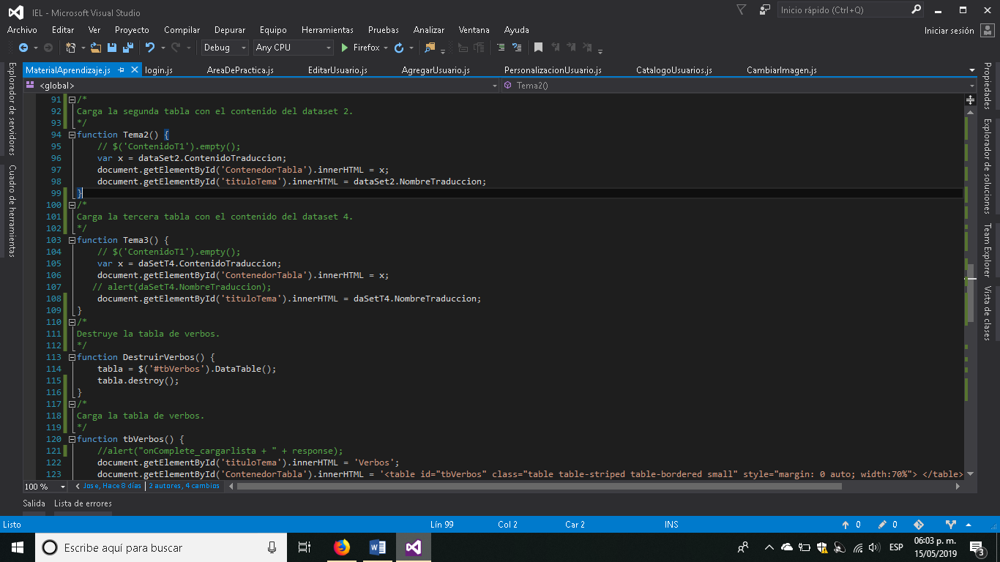 IEL - Microsoft Visual Studio
Inicio rápido (Ctrl+Q)
Archivo Editar Ver Proyecto Compilar Depurar Equipo Herramientas Pruebas Analizar Ventana Ayuda
Iniciar sesión
Debug Any CPU Firefox
MaterialAprendizaje.js login.js AreaDePractica.js EditarUsuario.js AgregarUsuario.js PersonalizacionUsuario.js CatalogoUsuarios.js CambiarImagen.js
<global> Tema2()
Explorador de servidores
Cuadro de herramientas
91 /*
92 Carga la segunda tabla con el contenido del dataset 2.
93 */
94 function Tema2() {
95 // $('ContenidoT1').empty();
96 var x = dataSet2.ContenidoTraduccion;
97 document.getElementById('ContenedorTabla').innerHTML = x;
98 document.getElementById('tituloTema').innerHTML = dataSet2.NombreTraduccion;
99 }
100 /*
101 Carga la tercera tabla con el contenido del dataset 4.
102 */
103 function Tema3() {
104 // $('ContenidoT1').empty();
105 var x = daSetT4.ContenidoTraduccion;
106 document.getElementById('ContenedorTabla').innerHTML = x;
107 // alert(daSetT4.NombreTraduccion);
108 document.getElementById('tituloTema').innerHTML = daSetT4.NombreTraduccion;
109 }
110 /*
111 Destruye la tabla de verbos.
112 */
113 function DestruirVerbos() {
114 tabla = $('#tbVerbos').DataTable();
115 tabla.destroy();
116 }
117 /*
118 Carga la tabla de verbos.
119 */
120 function tbVerbos() {
121 //alert("onComplete_cargarlista + " + response);
122 document.getElementById('tituloTema').innerHTML = 'Verbos';
123 document.getElementById('ContenedorTabla').innerHTML = '<table id="tbVerbos" class="table table-striped table-bordered small" style="margin: 0 auto; width:70%"> </table>
Propiedades
Explorador de soluciones
Team Explorer
Vista de clases
100 % Jose, Hace 8 días | 2 autores, 4 cambios
Salida Lista de errores
Listo Lín 99 Col 2 Car 2 INS 0 0
Escribe aquí para buscar
ESP
06:03 p. m.
15/05/2019
3